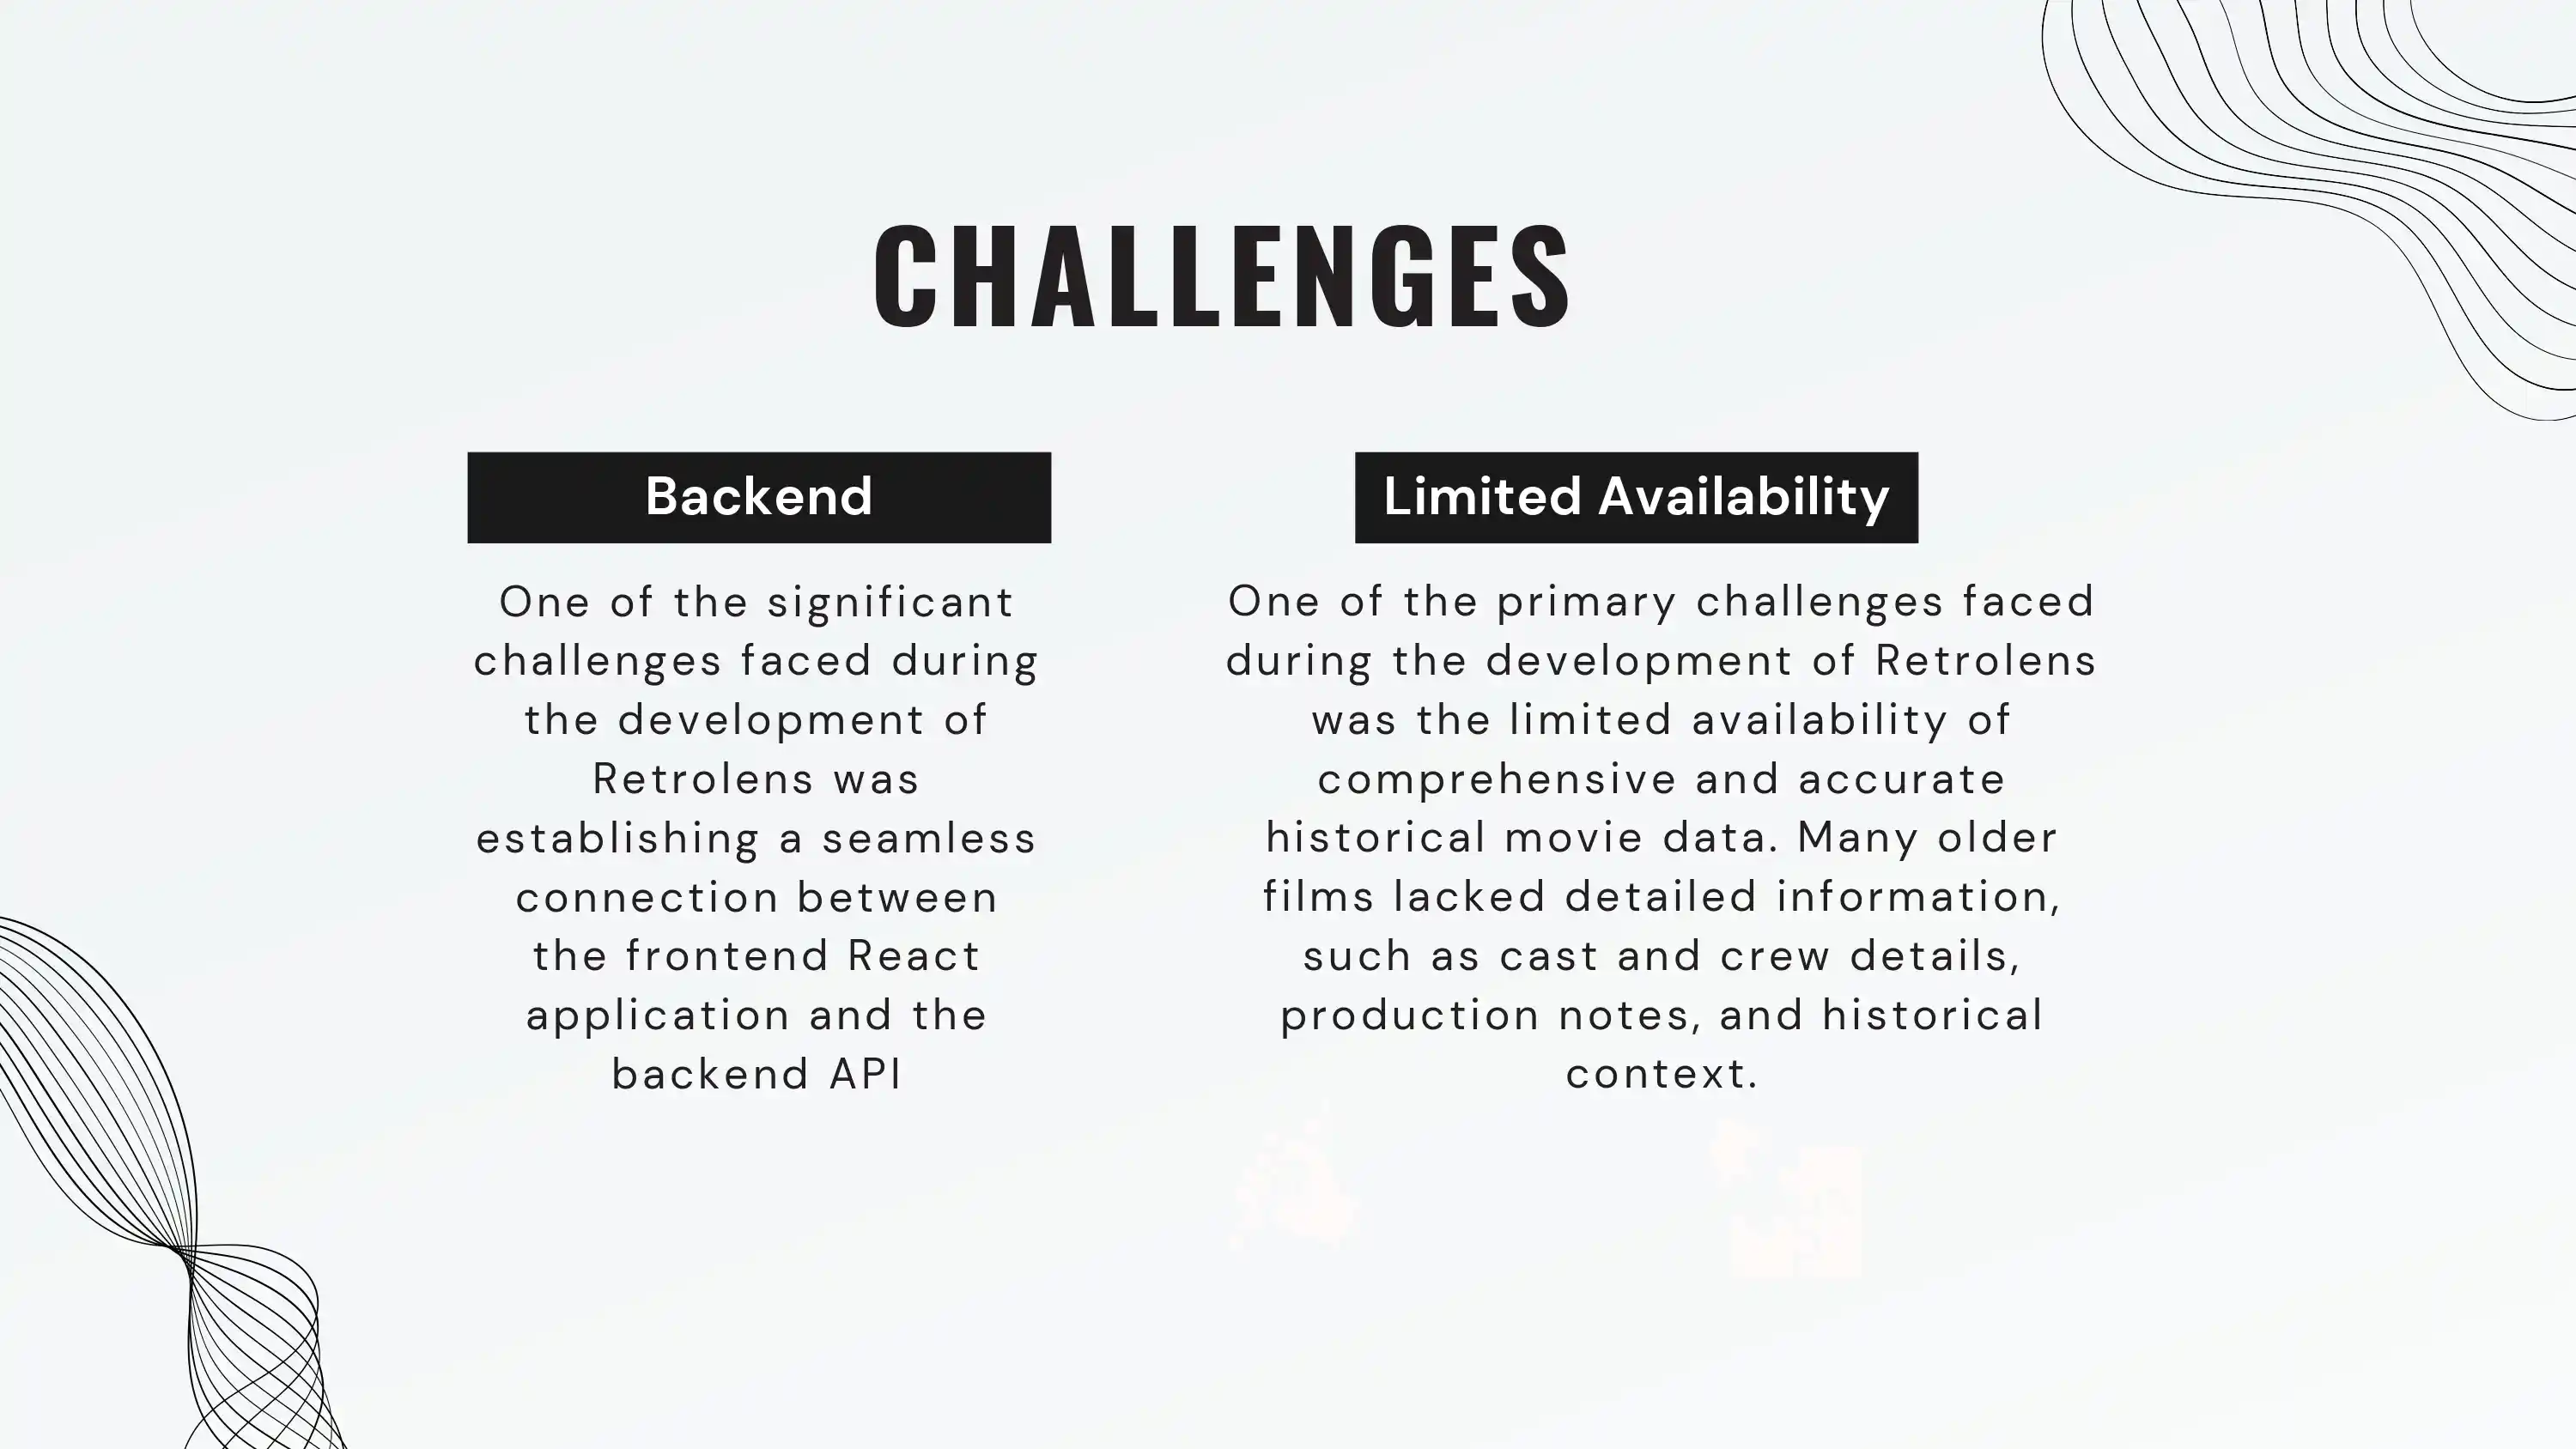 CHALLENGES
Backend
One of the significant
challenges faced during
the development of
Retrolens was
establishing a seamless
connection between
the frontend React
application and the
backend API
Limited Availability
One of the primary challenges faced
during the development of Retrolens
was the limited availability of
comprehensive and accurate
historical movie data. Many older
films lacked detailed information,
such as cast and crew details,
production notes, and historical
context.